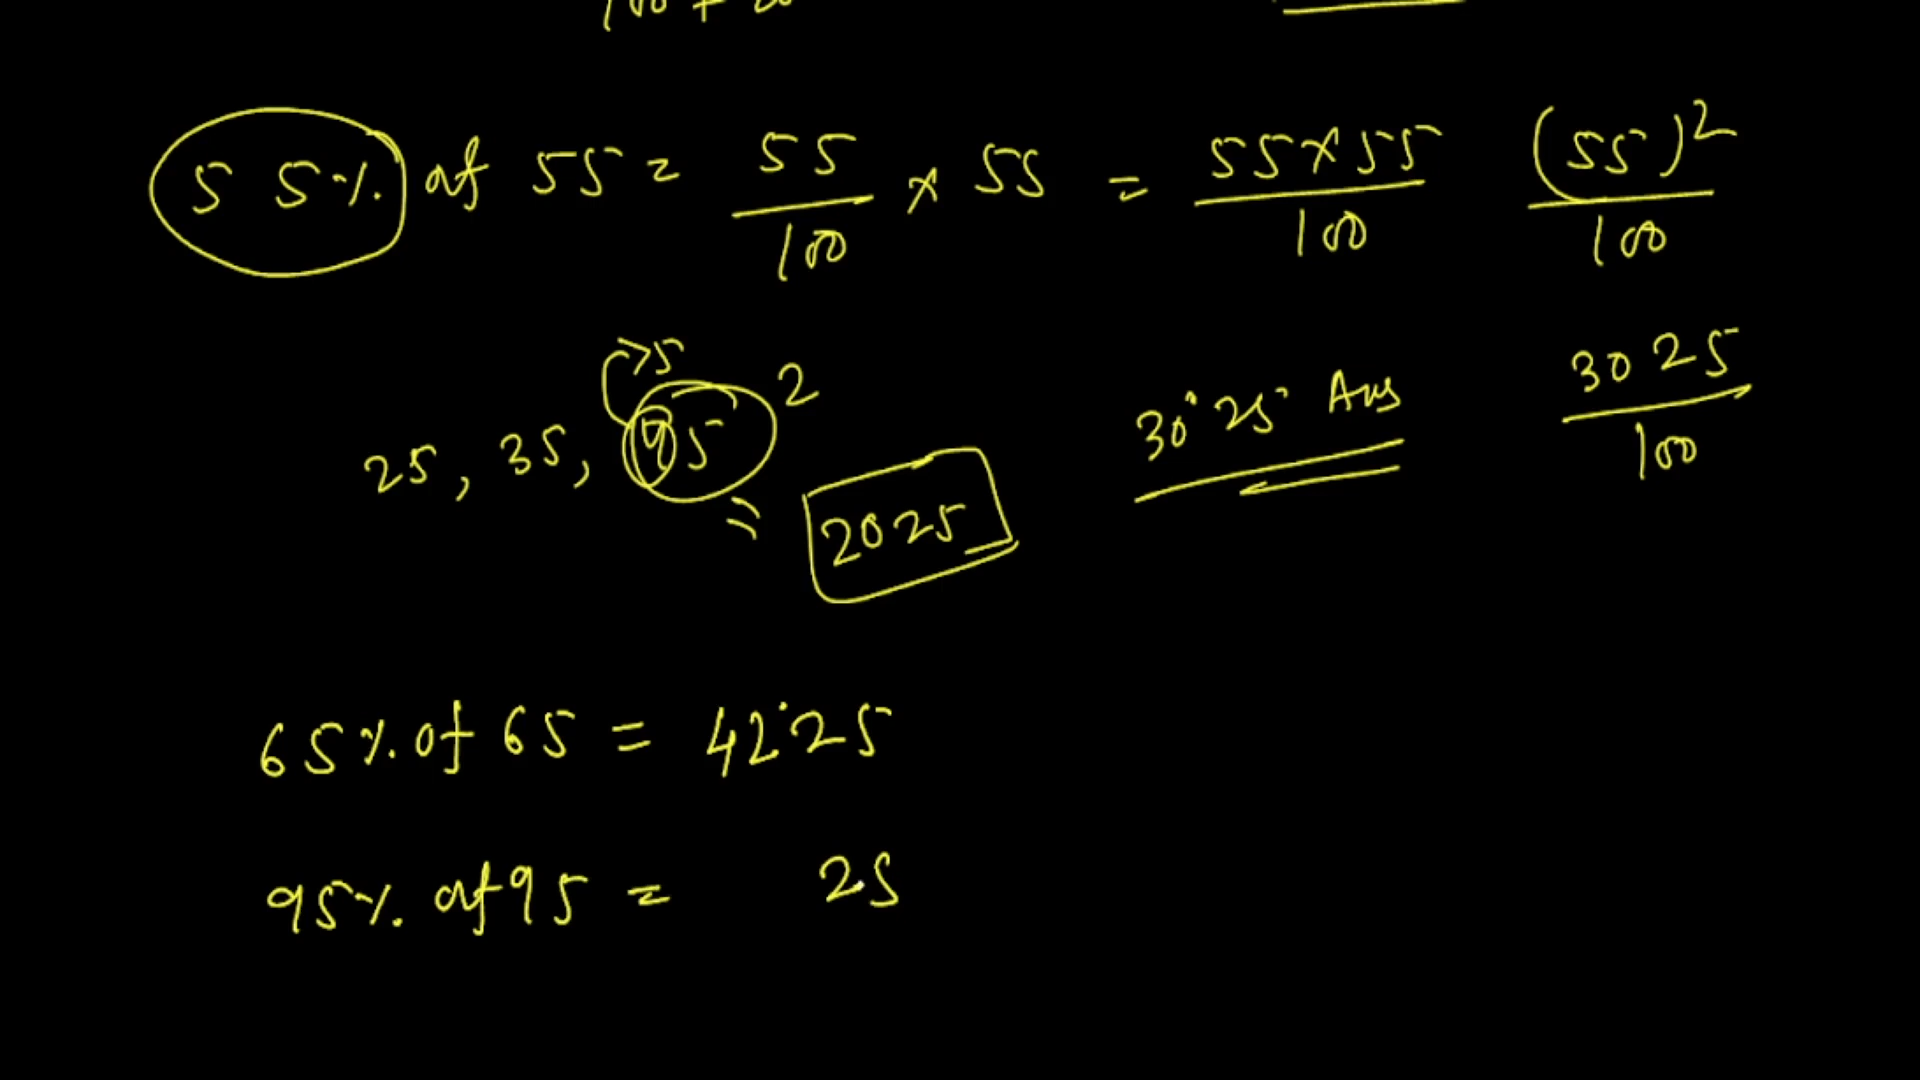 55% of 55 = 55/100 × 55 = 55×55/100 (55)²/100
→5
25, 35, 45² = 2025
30.25 Ans 3025/100
65% of 65 = 42.25
95% of 95 = 25